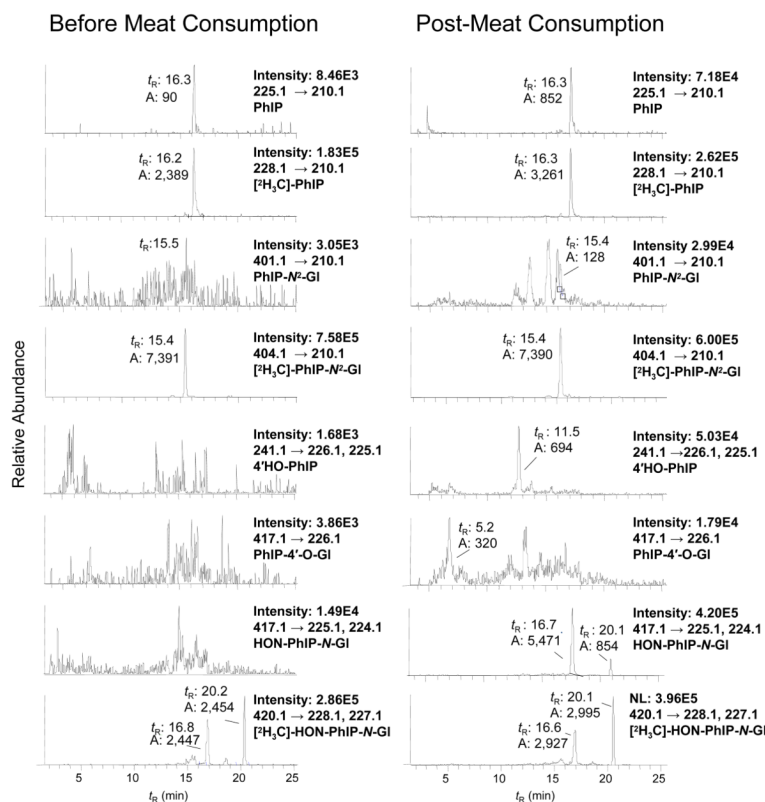 Before Meat Consumption
Post-Meat Consumption
Relative Abundance
tR: 16.3
A: 90
Intensity: 8.46E3
225.1 → 210.1
PhIP
tR: 16.2
A: 2,389
Intensity: 1.83E5
228.1 → 210.1
[²H₃C]-PhIP
tR:15.5
Intensity: 3.05E3
401.1 → 210.1
PhIP-N²-Gl
tR: 15.4
A: 7,391
Intensity: 7.58E5
404.1 → 210.1
[²H₃C]-PhIP-N²-Gl
Intensity: 1.68E3
241.1 → 226.1, 225.1
4′HO-PhIP
Intensity: 3.86E3
417.1 → 226.1
PhIP-4′-O-Gl
Intensity: 1.49E4
417.1 → 225.1, 224.1
HON-PhIP-N-Gl
tR: 16.8
A: 2,447
tR: 20.2
A: 2,454
Intensity: 2.86E5
420.1 → 228.1, 227.1
[²H₃C]-HON-PhIP-N-Gl
5 10 15 20 25
tR (min)
tR: 16.3
A: 852
Intensity: 7.18E4
225.1 → 210.1
PhIP
tR: 16.3
A: 3,261
Intensity: 2.62E5
228.1 → 210.1
[²H₃C]-PhIP
tR: 15.4
A: 128
Intensity 2.99E4
401.1 → 210.1
PhIP-N²-Gl
tR: 15.4
A: 7,390
Intensity: 6.00E5
404.1 → 210.1
[²H₃C]-PhIP-N²-Gl
tR : 11.5
A: 694
Intensity: 5.03E4
241.1 →226.1, 225.1
4′HO-PhIP
tR: 5.2
A: 320
Intensity: 1.79E4
417.1 → 226.1
PhIP-4′-O-Gl
tR: 16.7
A: 5,471
tR: 20.1
A: 854
Intensity: 4.20E5
417.1 → 225.1, 224.1
HON-PhIP-N-Gl
tR: 16.6
A: 2,927
tR: 20.1
A: 2,995
NL: 3.96E5
420.1 → 228.1, 227.1
[²H₃C]-HON-PhIP-N-Gl
5 10 15 20 25
tR (min)